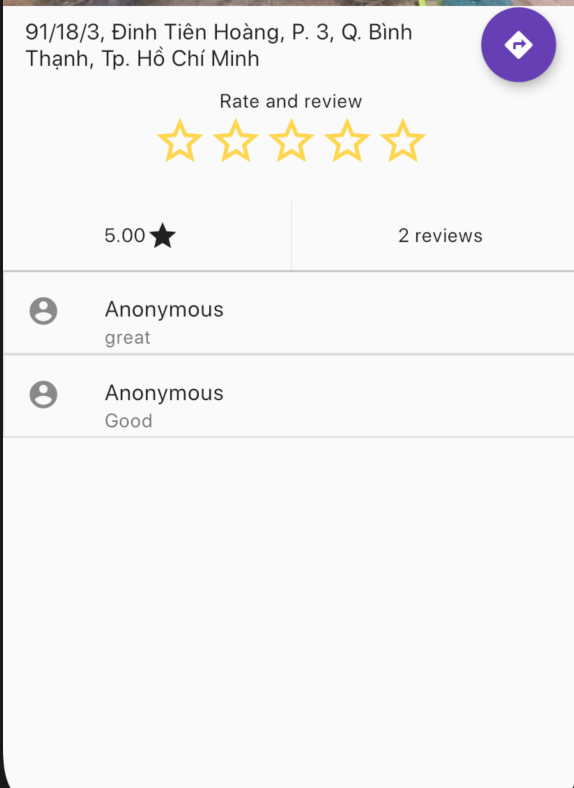 91/18/3, Đinh Tiên Hoàng, P. 3, Q. Bình
Thạnh, Tp. Hồ Chí Minh
Rate and review
5.00
2 reviews
Anonymous
great
Anonymous
Good